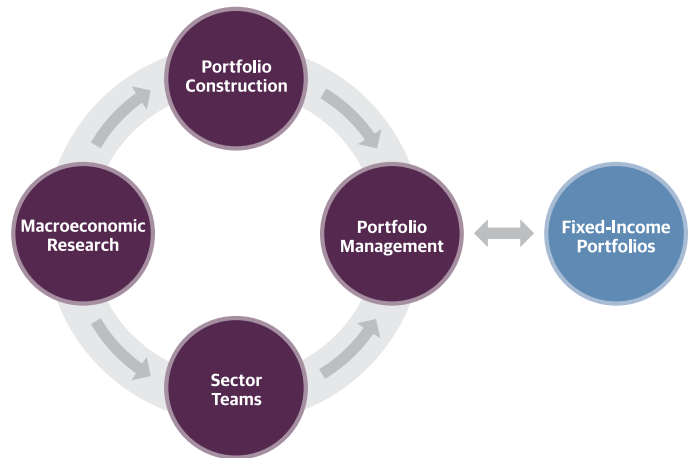 Portfolio
Construction
Macroeconomic
Research
Portfolio
Management
Fixed-Income
Portfolios
Sector
Teams